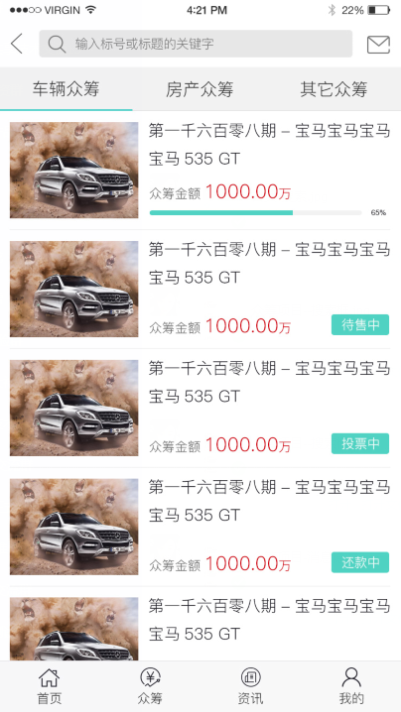 VIRGIN 4:21 PM 22%
输入标号或标题的关键字
车辆众筹 房产众筹 其它众筹
第一千六百零八期 – 宝马宝马宝马
宝马 535 GT
众筹金额 1000.00万
65%
第一千六百零八期 – 宝马宝马宝马
宝马 535 GT
众筹金额 1000.00万 待售中
第一千六百零八期 – 宝马宝马宝马
宝马 535 GT
众筹金额 1000.00万 投票中
第一千六百零八期 – 宝马宝马宝马
宝马 535 GT
众筹金额 1000.00万 还款中
第一千六百零八期 – 宝马宝马宝马
宝马 535 GT
首页 众筹 资讯 我的